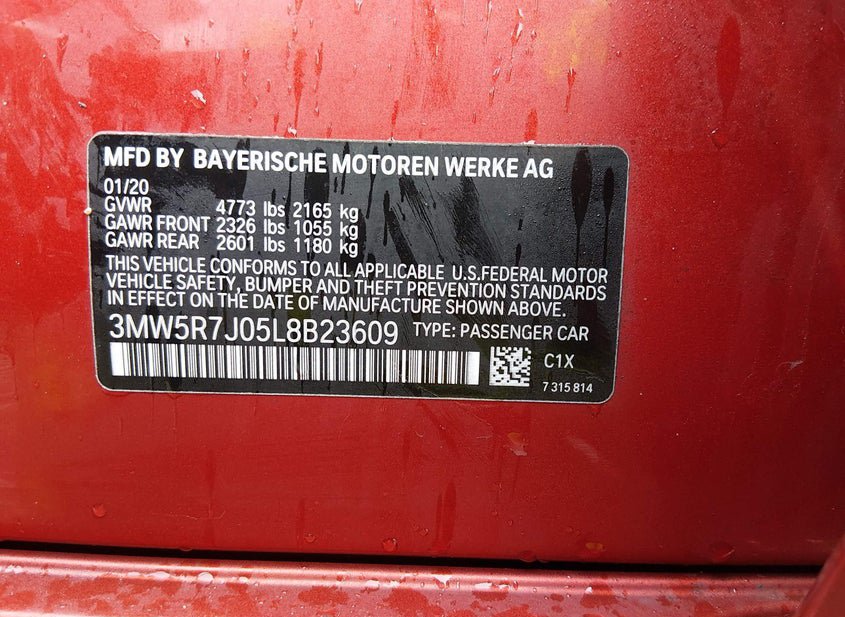 MFD BY BAYERISCHE MOTOREN WERKE AG
01/20
GVWR 4773 lbs 2165 kg
GAWR FRONT 2326 lbs 1055 kg
GAWR REAR 2601 lbs 1180 kg
THIS VEHICLE CONFORMS TO ALL APPLICABLE U.S.FEDERAL MOTOR
VEHICLE SAFETY, BUMPER AND THEFT PREVENTION STANDARDS
IN EFFECT ON THE DATE OF MANUFACTURE SHOWN ABOVE.
3MW5R7J05L8B23609 TYPE: PASSENGER CAR
C1X
7 315 814